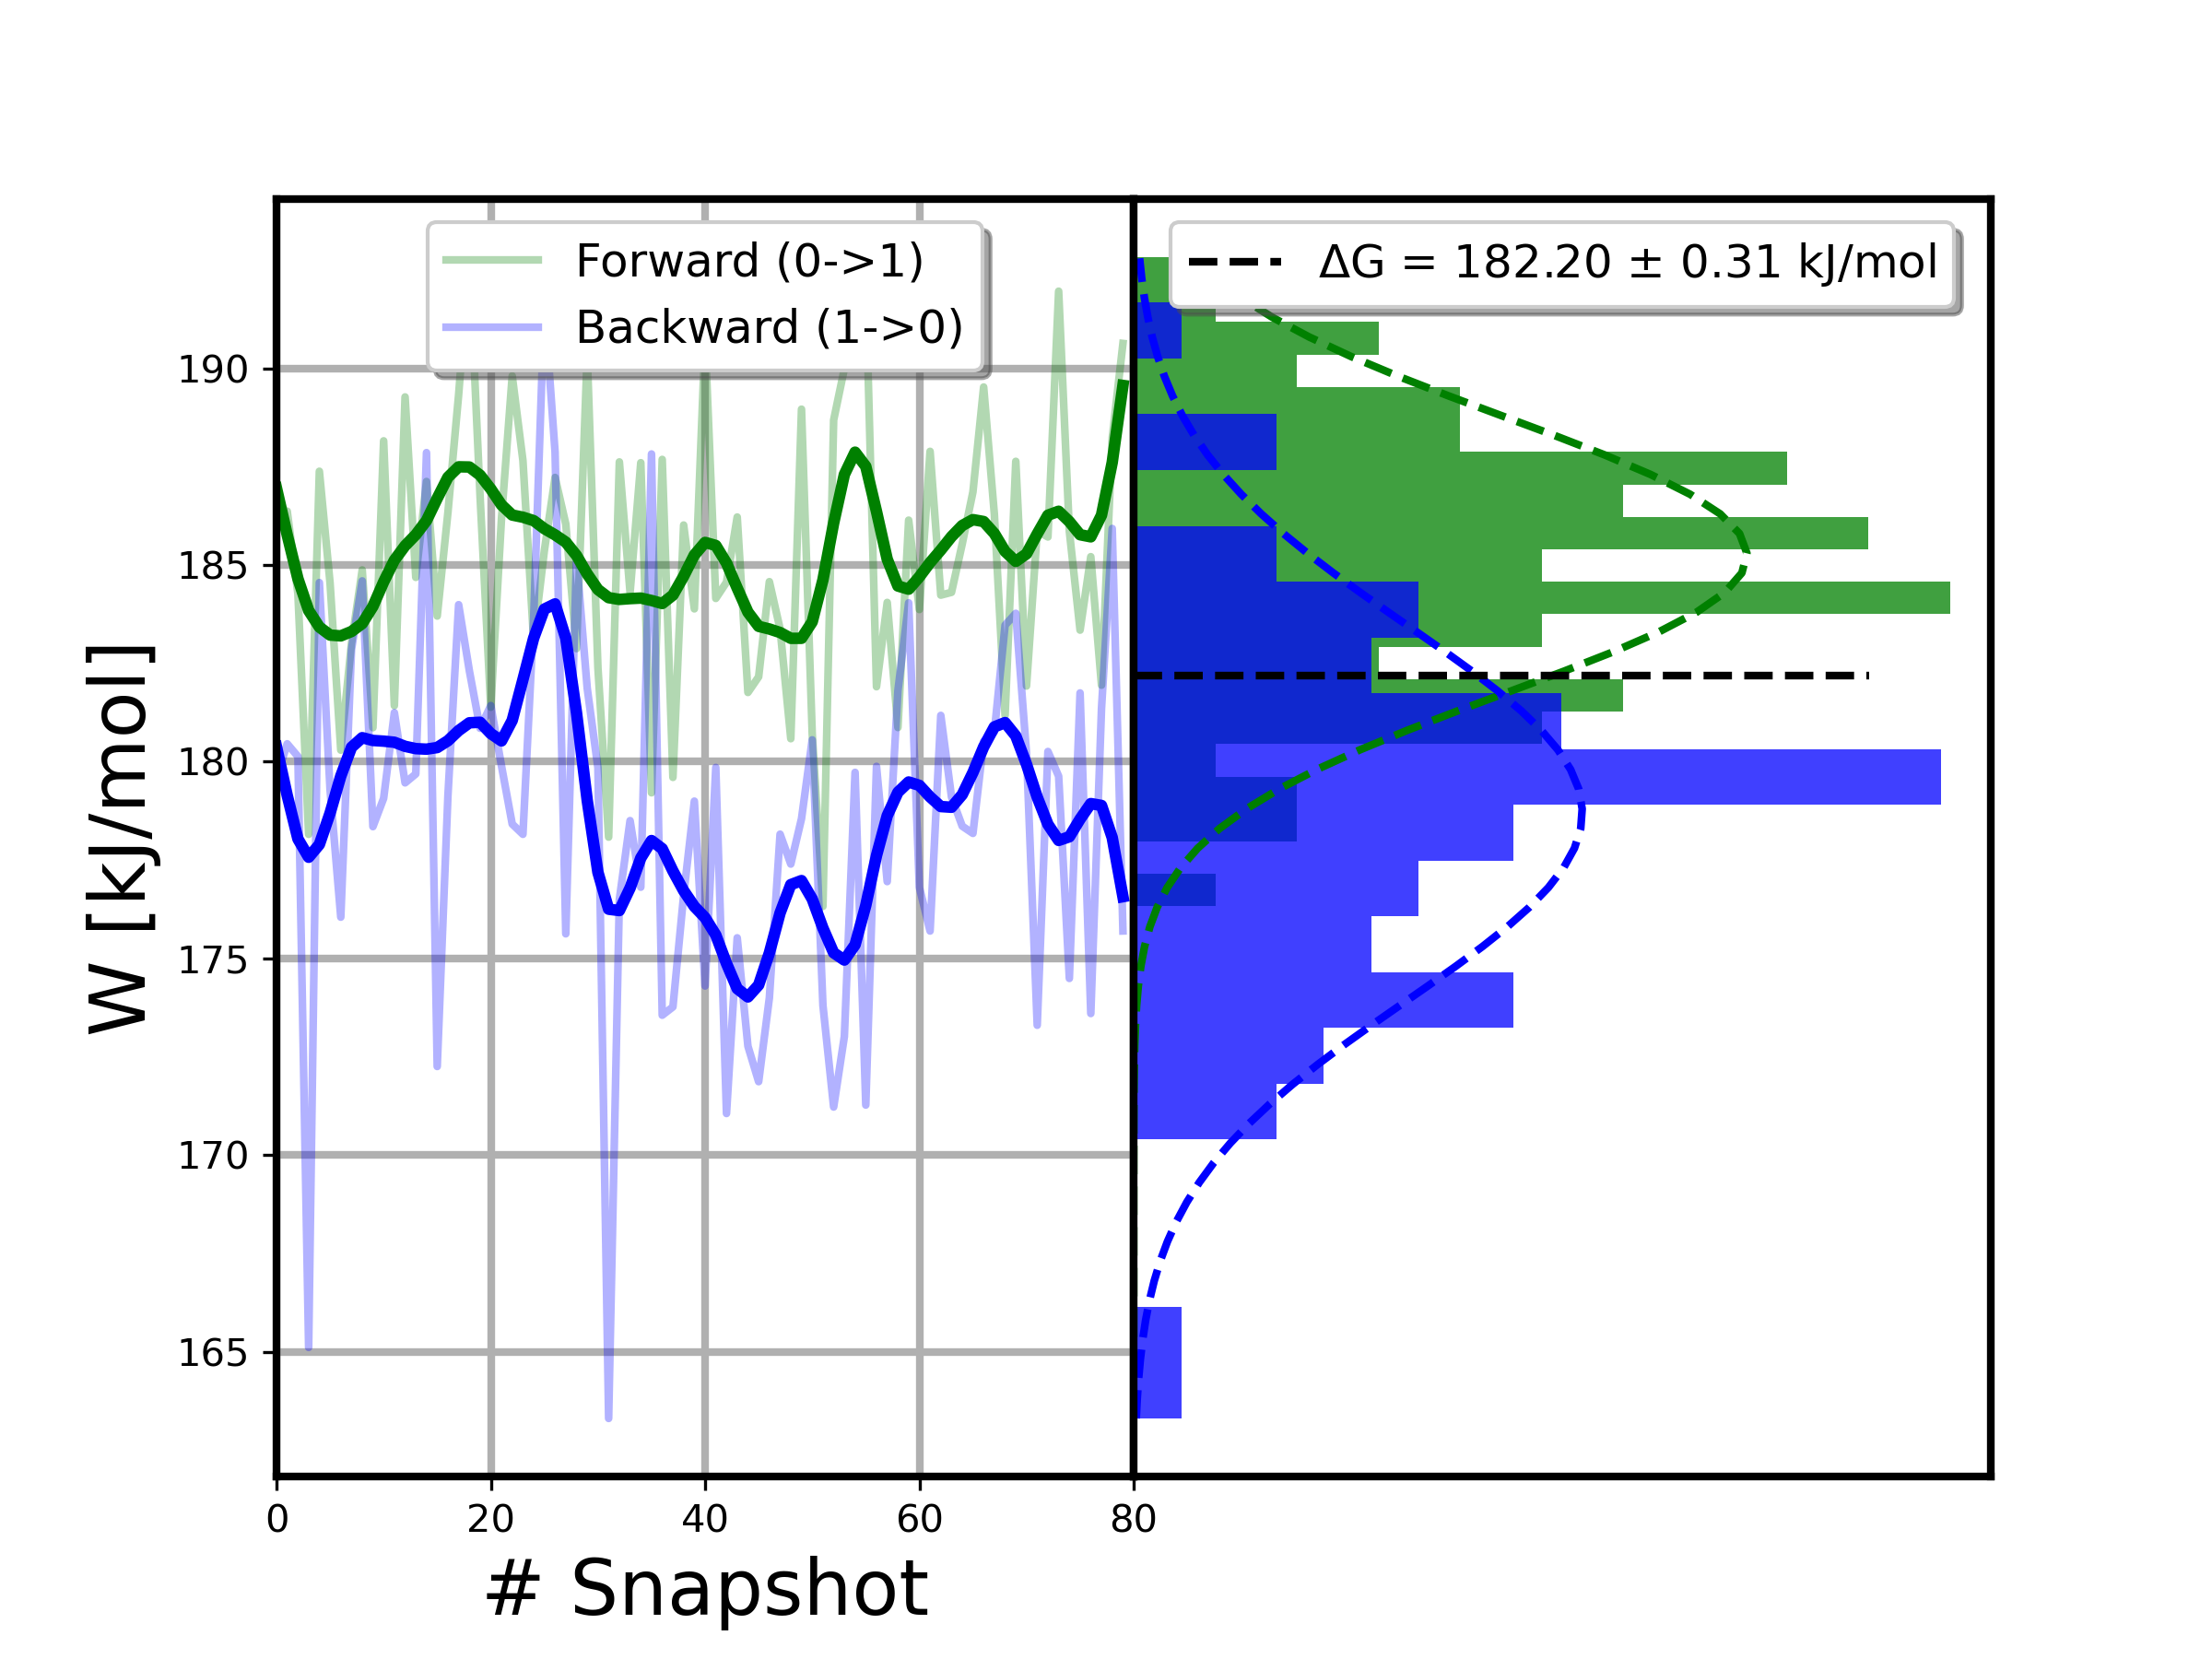 Forward (0->1)
Backward (1->0)
ΔG = 182.20 ± 0.31 kJ/mol
190
185
180
175
170
165
W [kJ/mol]
0 20 40 60 80
# Snapshot